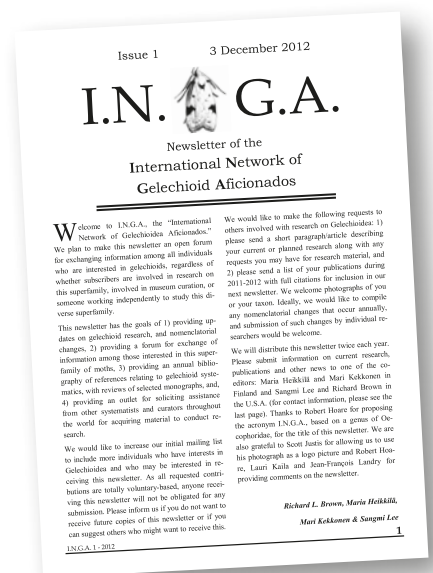 Issue 1 3 December 2012
I.N. G.A.
Newsletter of the
International Network of
Gelechioid Aficionados
Welcome to I.N.G.A., the “International
Network of Gelechioidea Aficionados.”
We plan to make this newsletter an open forum
for exchanging information among all individuals
who are interested in gelechioids, regardless of
whether subscribers are involved in research on
this superfamily, involved in museum curation, or
someone working independently to study this di-
verse superfamily.
This newsletter has the goals of 1) providing up-
dates on gelechioid research, and nomenclatorial
changes, 2) providing a forum for exchange of
information among those interested in this super-
family of moths, 3) providing an annual biblio-
graphy of references relating to gelechioid syste-
matics, with reviews of selected monographs, and,
4) providing an outlet for soliciting assistance
from other systematists and curators throughout
the world for acquiring material to conduct re-
search.
We would like to increase our initial mailing list
to include more individuals who have interests in
Gelechioidea and who may be interested in re-
ceiving this newsletter. As all requested contri-
butions are totally voluntary-based, anyone recei-
ving this newsletter will not be obligated for any
submission. Please inform us if you do not want to
receive future copies of this newsletter or if you
can suggest others who might want to receive this.
We would like to make the following requests to
others involved with research on Gelechioidea: 1)
please send a short paragraph/article describing
your current or planned research along with any
requests you may have for research material, and
2) please send a list of your publications during
2011-2012 with full citations for inclusion in our
next newsletter. We welcome photographs of you
or your taxon. Ideally, we would like to compile
any nomenclatorial changes that occur annually,
and submission of such changes by individual re-
searchers would be welcome.
We will distribute this newsletter twice each year.
Please submit information on current research,
publications and other news to one of the co-
editors: Maria Heikkilä and Mari Kekkonen in
Finland and Sangmi Lee and Richard Brown in
the U.S.A. (for contact information, please see the
last page). Thanks to Robert Hoare for proposing
the acronym I.N.G.A., based on a genus of Oe-
cophoridae, for the title of this newsletter. We are
also grateful to Scott Justis for allowing us to use
his photograph as a logo picture and Robert Hoa-
re, Lauri Kaila and Jean-François Landry for
providing comments on the newsletter.
Richard L. Brown, Maria Heikkilä,
Mari Kekkonen & Sangmi Lee
I.N.G.A. 1 - 2012 1